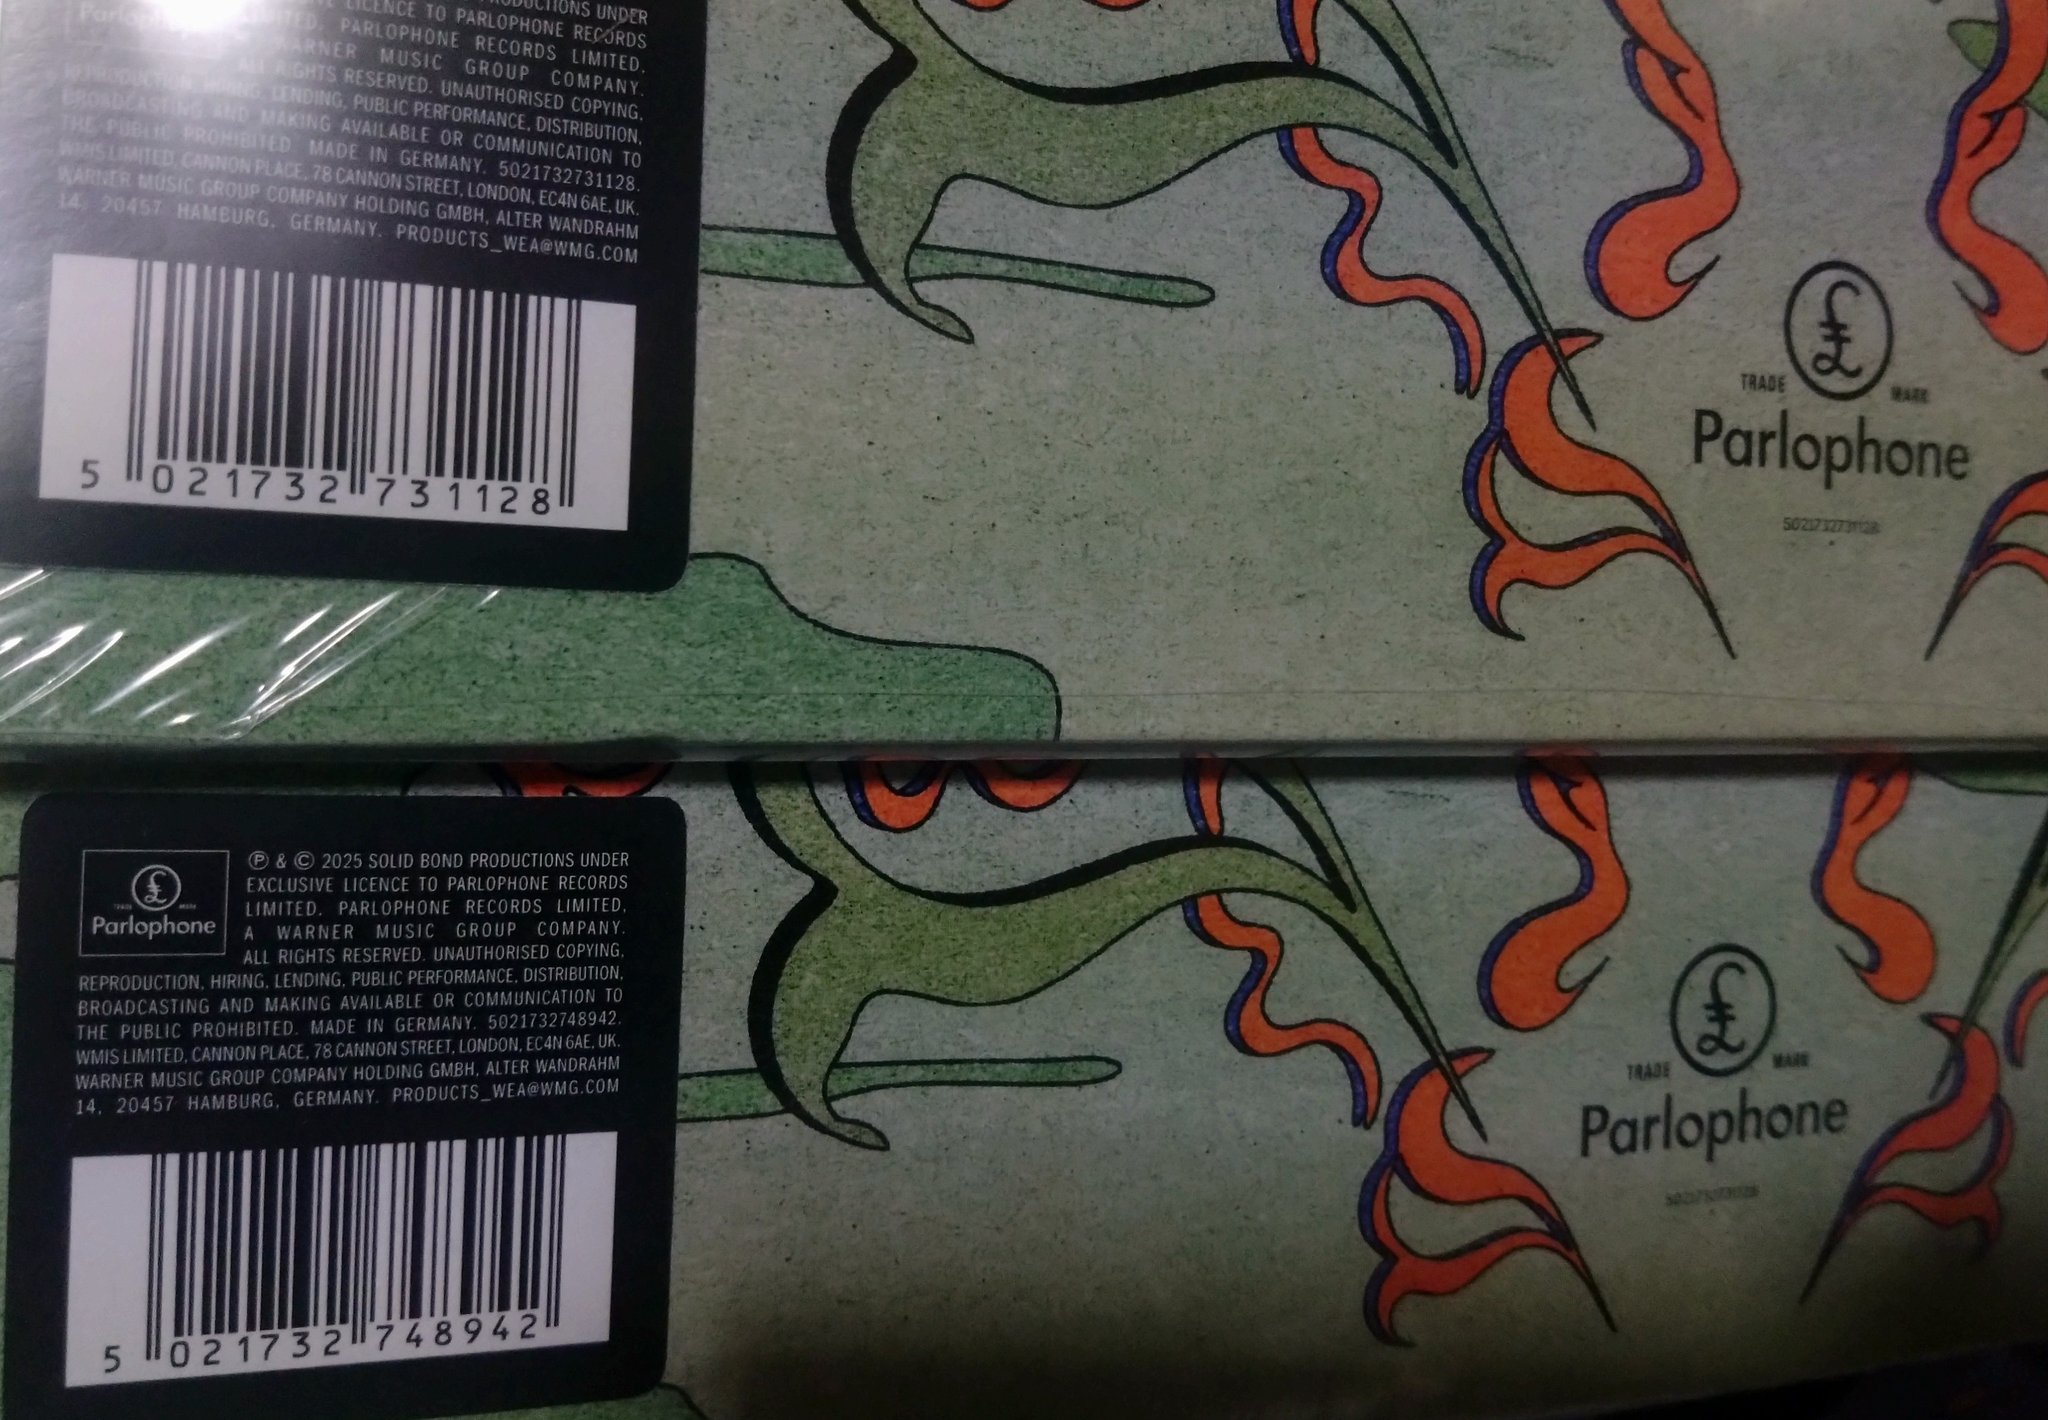 PRODUCTIONS UNDER
LICENCE TO PARLOPHONE RECORDS
PARLOPHONE RECORDS LIMITED,
WARNER MUSIC GROUP COMPANY.
ALL RIGHTS RESERVED. UNAUTHORISED COPYING,
REPRODUCTION, HIRING, LENDING, PUBLIC PERFORMANCE, DISTRIBUTION,
BROADCASTING AND MAKING AVAILABLE OR COMMUNICATION TO
THE PUBLIC PROHIBITED. MADE IN GERMANY. 5021732731128.
WMIS LIMITED, CANNON PLACE, 78 CANNON STREET, LONDON, EC4N 6AE, UK.
WARNER MUSIC GROUP COMPANY HOLDING GMBH, ALTER WANDRAHM
14, 20457 HAMBURG, GERMANY. PRODUCTS_WEA@WMG.COM
5 021732 731128
£
TRADE MARK
Parlophone
5021732731128
Ⓟ & © 2025 SOLID BOND PRODUCTIONS UNDER
EXCLUSIVE LICENCE TO PARLOPHONE RECORDS
LIMITED. PARLOPHONE RECORDS LIMITED,
A WARNER MUSIC GROUP COMPANY.
ALL RIGHTS RESERVED. UNAUTHORISED COPYING,
REPRODUCTION, HIRING, LENDING, PUBLIC PERFORMANCE, DISTRIBUTION,
BROADCASTING AND MAKING AVAILABLE OR COMMUNICATION TO
THE PUBLIC PROHIBITED. MADE IN GERMANY. 5021732748942.
WMIS LIMITED, CANNON PLACE, 78 CANNON STREET, LONDON, EC4N 6AE, UK.
WARNER MUSIC GROUP COMPANY HOLDING GMBH, ALTER WANDRAHM
14, 20457 HAMBURG, GERMANY. PRODUCTS_WEA@WMG.COM
£
TRADE MARK
Parlophone
5 021732 748942
£
TRADE MARK
Parlophone